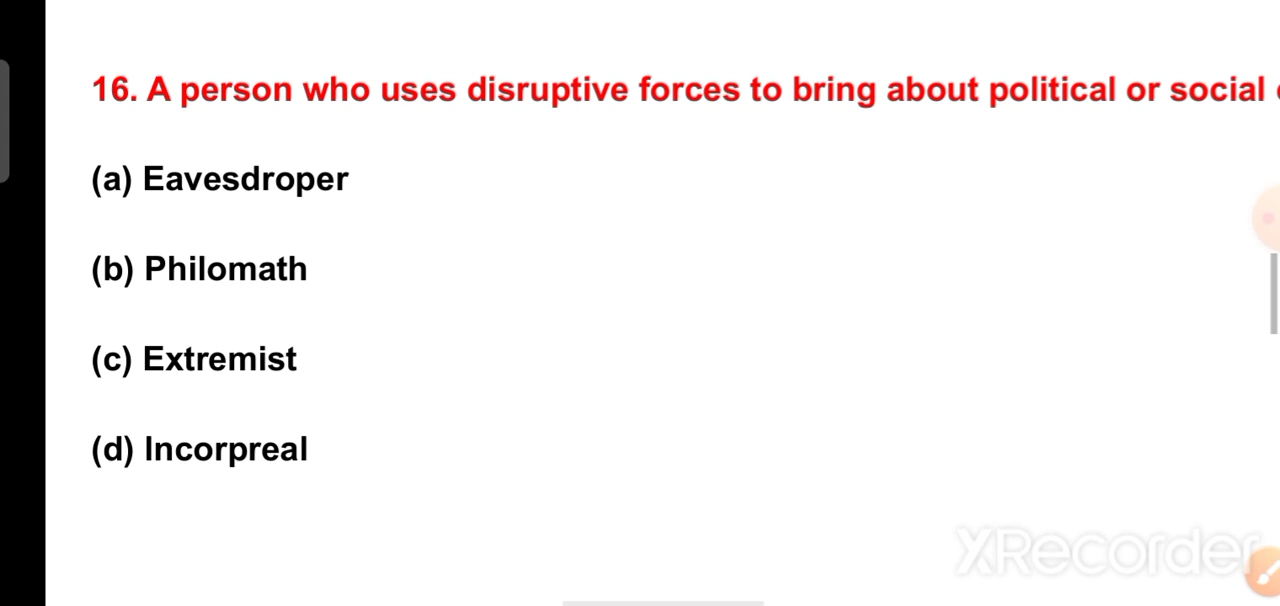 16. A person who uses disruptive forces to bring about political or social
(a) Eavesdroper
(b) Philomath
(c) Extremist
(d) Incorpreal
XRecorder